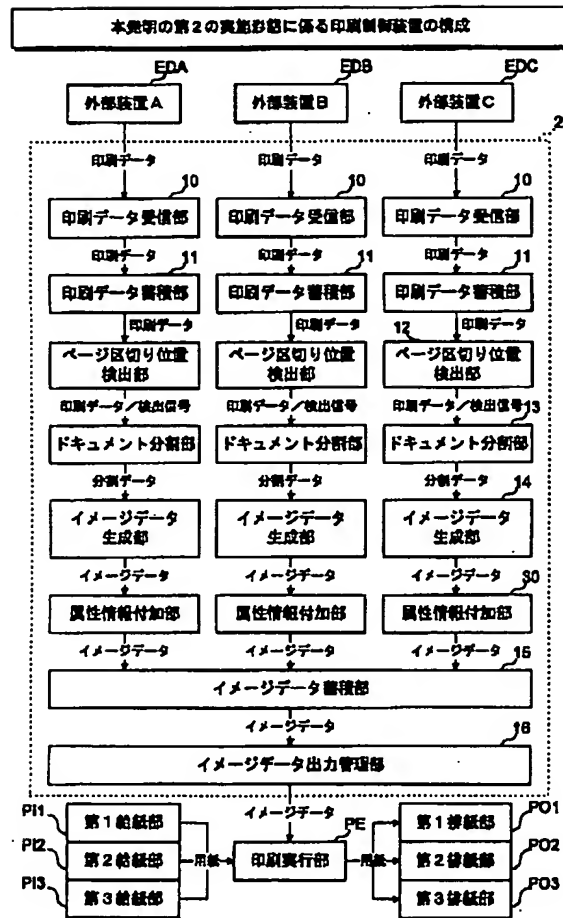 本発明の第2の実施形態に係る印刷制御装置の構成
EDA EDB EDC
外部装置A 外部装置B 外部装置C
2
印刷データ 印刷データ 印刷データ
10 10 10
印刷データ受信部 印刷データ受信部 印刷データ受信部
印刷データ 印刷データ 印刷データ
11 11 11
印刷データ蓄積部 印刷データ蓄積部 印刷データ蓄積部
印刷データ 印刷データ 12 印刷データ
ページ区切り位置 ページ区切り位置 ページ区切り位置
検出部 検出部 検出部
印刷データ/検出信号 印刷データ/検出信号 印刷データ/検出信号 13
ドキュメント分割部 ドキュメント分割部 ドキュメント分割部
分割データ 分割データ 分割データ 14
イメージデータ イメージデータ イメージデータ
生成部 生成部 生成部
イメージデータ イメージデータ イメージデータ 30
属性情報付加部 属性情報付加部 属性情報付加部
イメージデータ イメージデータ イメージデータ 15
イメージデータ蓄積部
イメージデータ 16
イメージデータ出力管理部
PI1 第1給紙部 イメージデータ PE 第1排紙部 PO1
PI2 第2給紙部 用紙 印刷実行部 用紙 第2排紙部 PO2
PI3 第3給紙部 第3排紙部 PO3